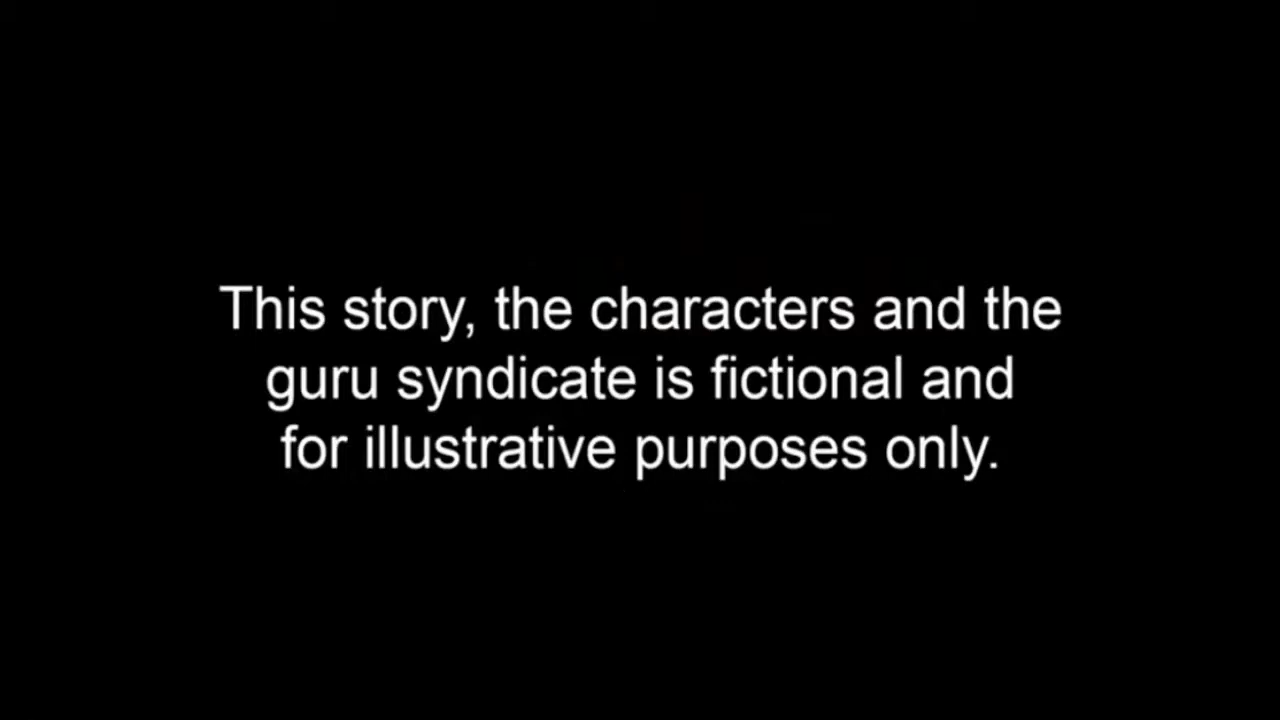 This story, the characters and the
guru syndicate is fictional and
for illustrative purposes only.